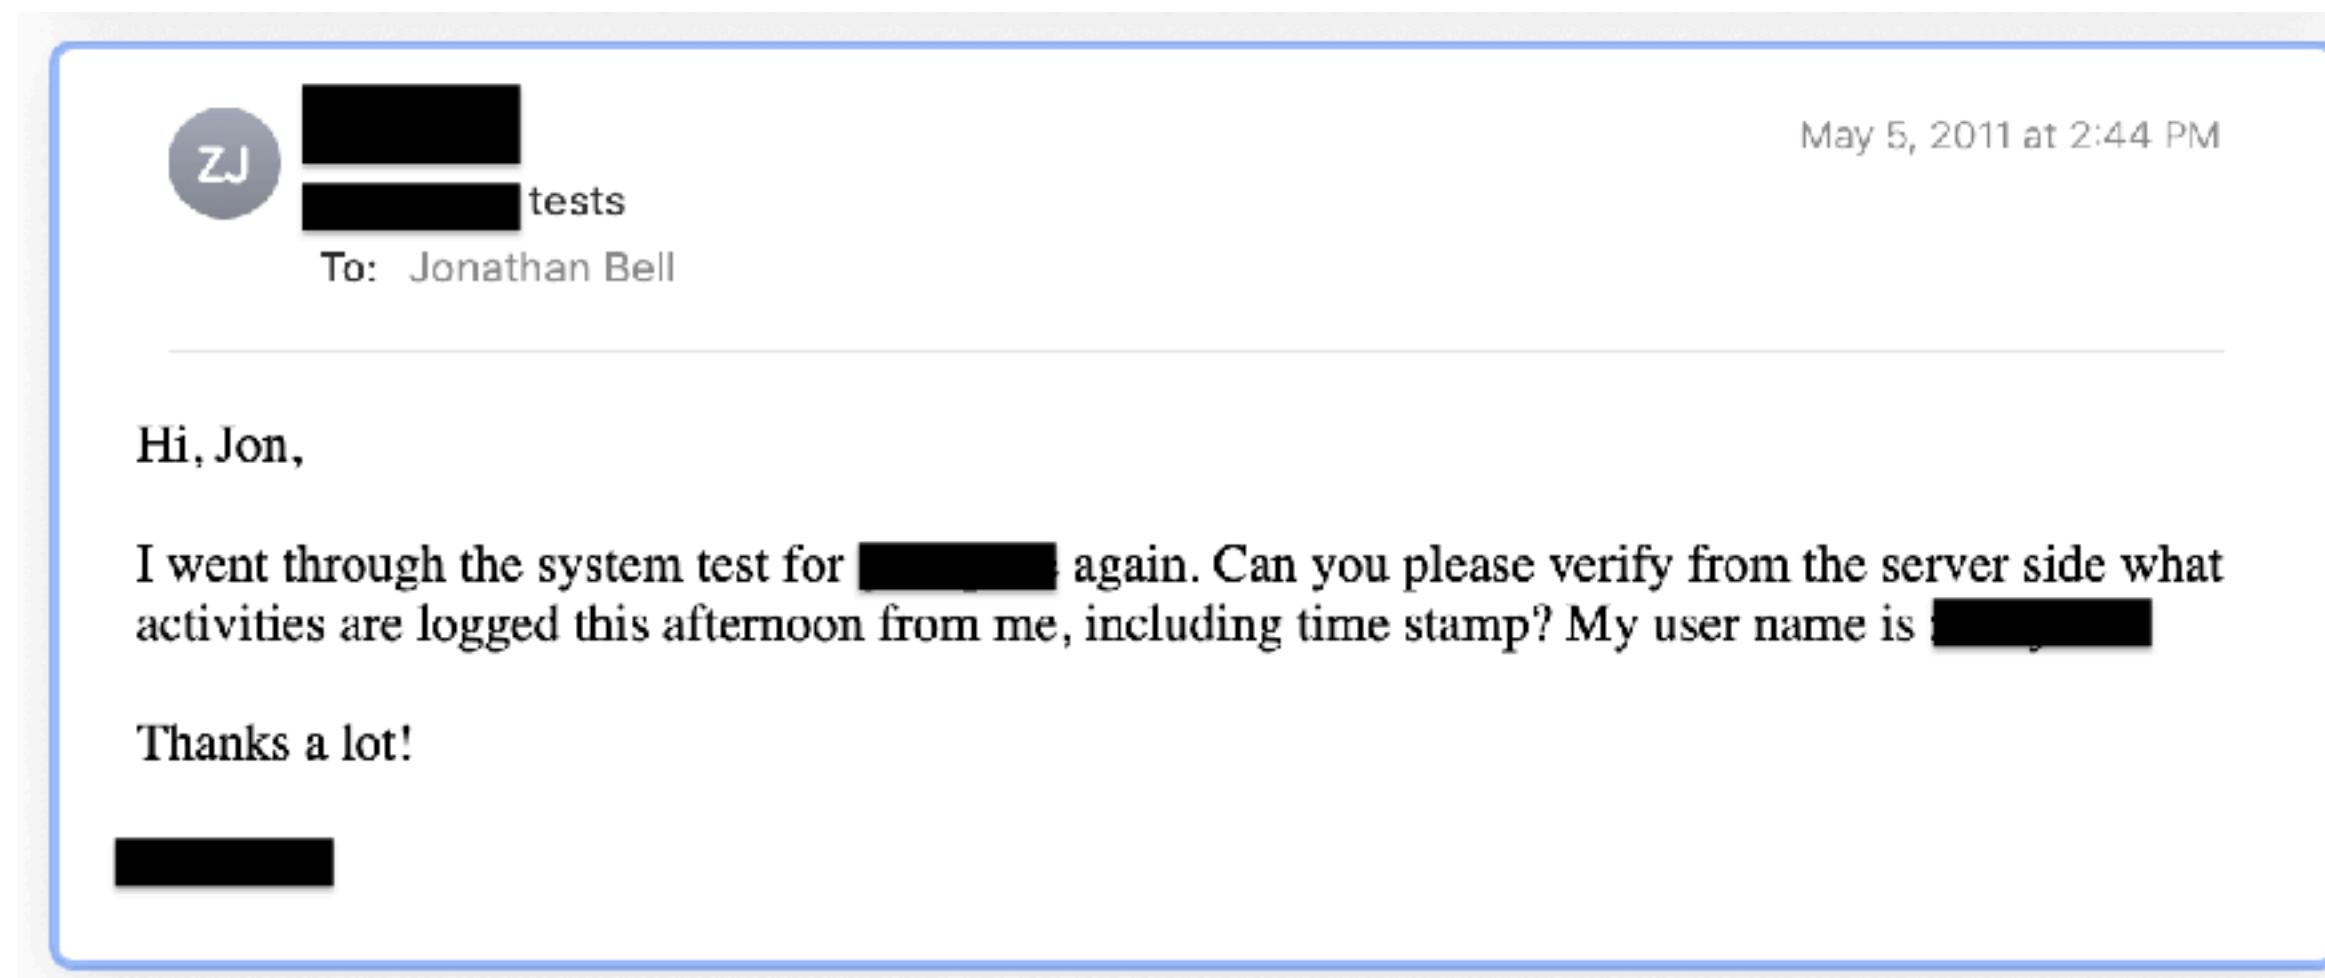 ZJ
May 5, 2011 at 2:44 PM
tests
To: Jonathan Bell
Hi, Jon,
I went through the system test for again. Can you please verify from the server side what
activities are logged this afternoon from me, including time stamp? My user name is
Thanks a lot!